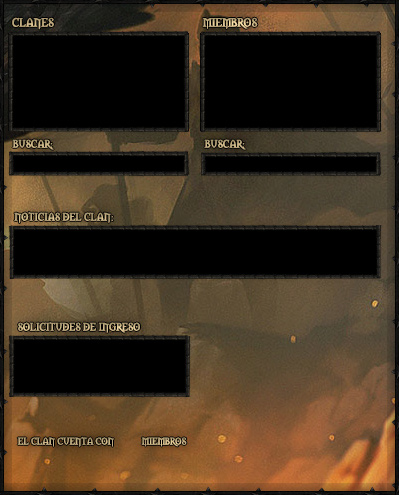 CLANES
MIEMBROS
BUSCAR:
BUSCAR:
NOTICIAS DEL CLAN:
SOLICITUDES DE INGRESO
EL CLAN CUENTA CON MIEMBROS